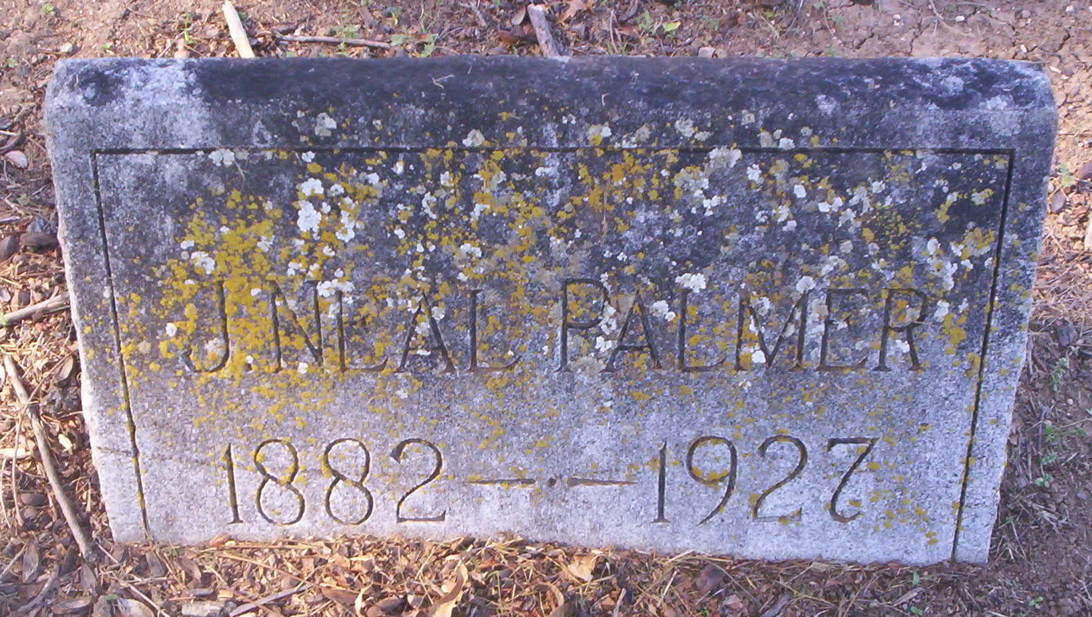 J. NEAL PALMER
1882 — · — 1927